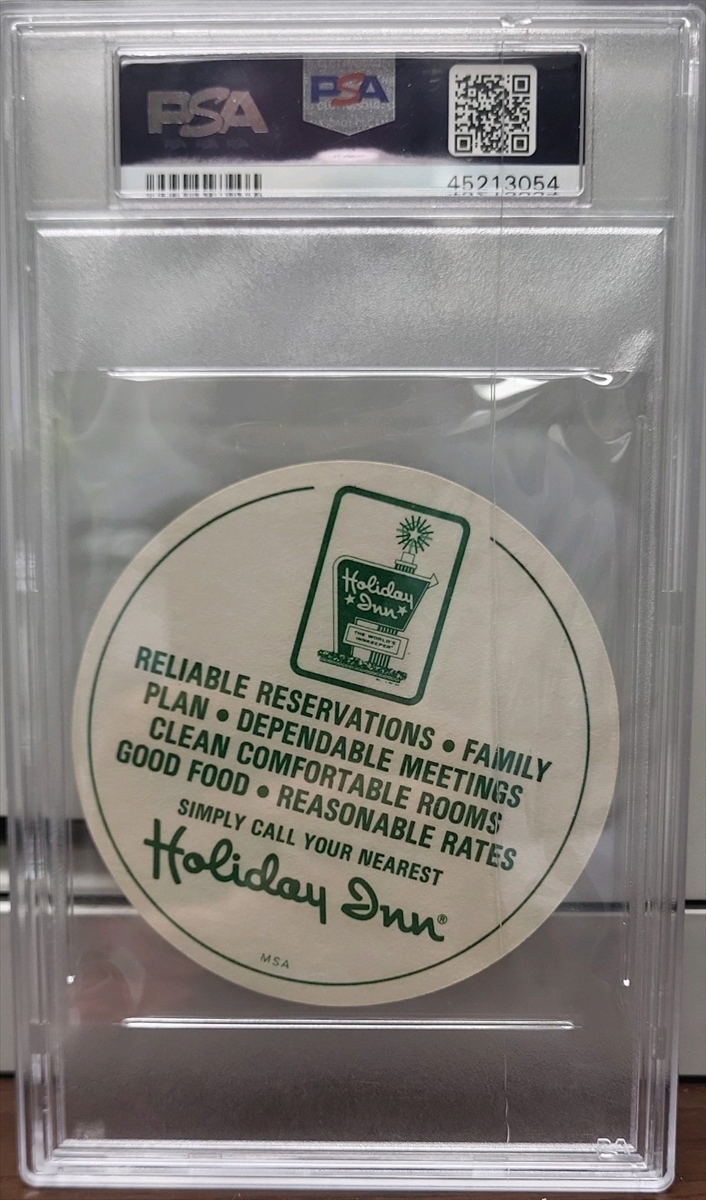 PSA
PSA
45213054
Holiday
Inn
THE WORLD'S
INNKEEPER
RELIABLE RESERVATIONS • FAMILY
PLAN • DEPENDABLE MEETINGS
CLEAN COMFORTABLE ROOMS
GOOD FOOD • REASONABLE RATES
SIMPLY CALL YOUR NEAREST
Holiday Inn®
MSA